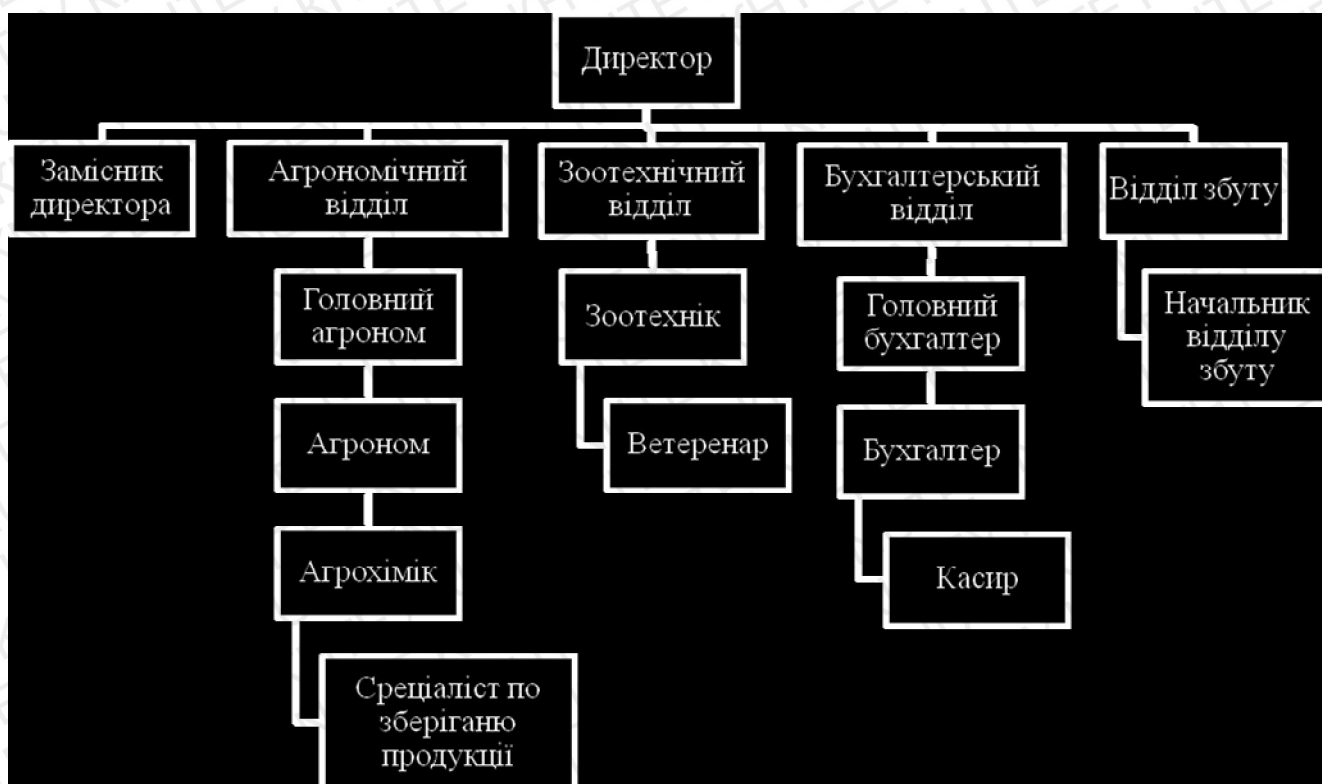 Директор
Замісник
директора
Агрономічний
відділ
Зоотехнічний
відділ
Бухгалтерський
відділ
Відділ збуту
Головний
агроном
Зоотехнік
Головний
бухгалтер
Начальник
відділу
збуту
Агроном
Ветеренар
Бухгалтер
Агрохімік
Касир
Среціаліст по
зберіганю
продукції